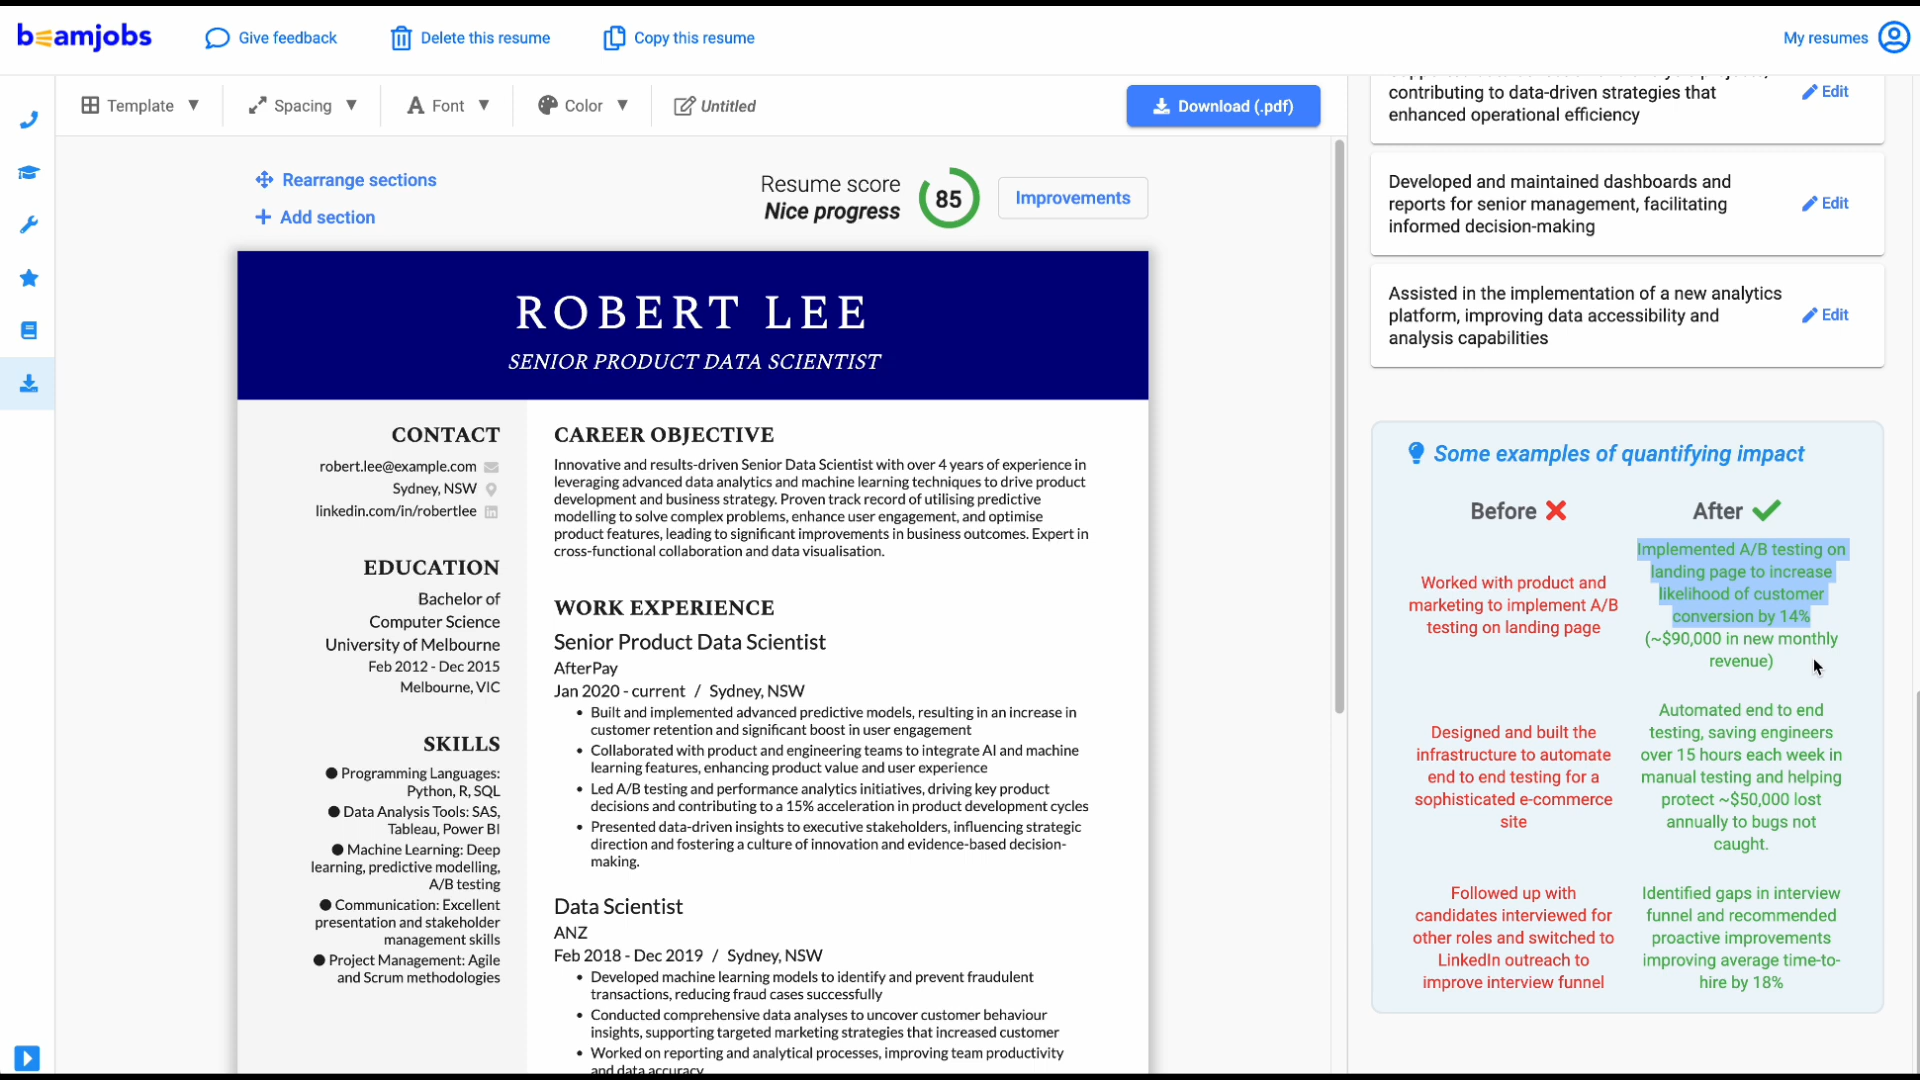 beamjobs
Give feedback
Delete this resume
Copy this resume
My resumes
Template
Spacing
Font
Color
Untitled
Download (.pdf)
Rearrange sections
Add section
Resume score
Nice progress
85
Improvements
ROBERT LEE
SENIOR PRODUCT DATA SCIENTIST
CONTACT
robert.lee@example.com
Sydney, NSW
linkedin.com/in/robertlee
EDUCATION
Bachelor of
Computer Science
University of Melbourne
Feb 2012 - Dec 2015
Melbourne, VIC
SKILLS
● Programming Languages:
Python, R, SQL
● Data Analysis Tools: SAS,
Tableau, Power BI
● Machine Learning: Deep
learning, predictive modelling,
A/B testing
● Communication: Excellent
presentation and stakeholder
management skills
● Project Management: Agile
and Scrum methodologies
CAREER OBJECTIVE
Innovative and results-driven Senior Data Scientist with over 4 years of experience in
leveraging advanced data analytics and machine learning techniques to drive product
development and business strategy. Proven track record of utilising predictive
modelling to solve complex problems, enhance user engagement, and optimise
product features, leading to significant improvements in business outcomes. Expert in
cross-functional collaboration and data visualisation.
WORK EXPERIENCE
Senior Product Data Scientist
AfterPay
Jan 2020 - current / Sydney, NSW
• Built and implemented advanced predictive models, resulting in an increase in
customer retention and significant boost in user engagement
• Collaborated with product and engineering teams to integrate AI and machine
learning features, enhancing product value and user experience
• Led A/B testing and performance analytics initiatives, driving key product
decisions and contributing to a 15% acceleration in product development cycles
• Presented data-driven insights to executive stakeholders, influencing strategic
direction and fostering a culture of innovation and evidence-based decision-
making.
Data Scientist
ANZ
Feb 2018 - Dec 2019 / Sydney, NSW
• Developed machine learning models to identify and prevent fraudulent
transactions, reducing fraud cases successfully
• Conducted comprehensive data analyses to uncover customer behaviour
insights, supporting targeted marketing strategies that increased customer
• Worked on reporting and analytical processes, improving team productivity
and data accuracy
contributing to data-driven strategies that
enhanced operational efficiency
Edit
Developed and maintained dashboards and
reports for senior management, facilitating
informed decision-making
Edit
Assisted in the implementation of a new analytics
platform, improving data accessibility and
analysis capabilities
Edit
Some examples of quantifying impact
Before
After
Worked with product and
marketing to implement A/B
testing on landing page
Implemented A/B testing on
landing page to increase
likelihood of customer
conversion by 14%
(~$90,000 in new monthly
revenue)
Designed and built the
infrastructure to automate
end to end testing for a
sophisticated e-commerce
site
Automated end to end
testing, saving engineers
over 15 hours each week in
manual testing and helping
protect ~$50,000 lost
annually to bugs not
caught.
Followed up with
candidates interviewed for
other roles and switched to
LinkedIn outreach to
improve interview funnel
Identified gaps in interview
funnel and recommended
proactive improvements
improving average time-to-
hire by 18%